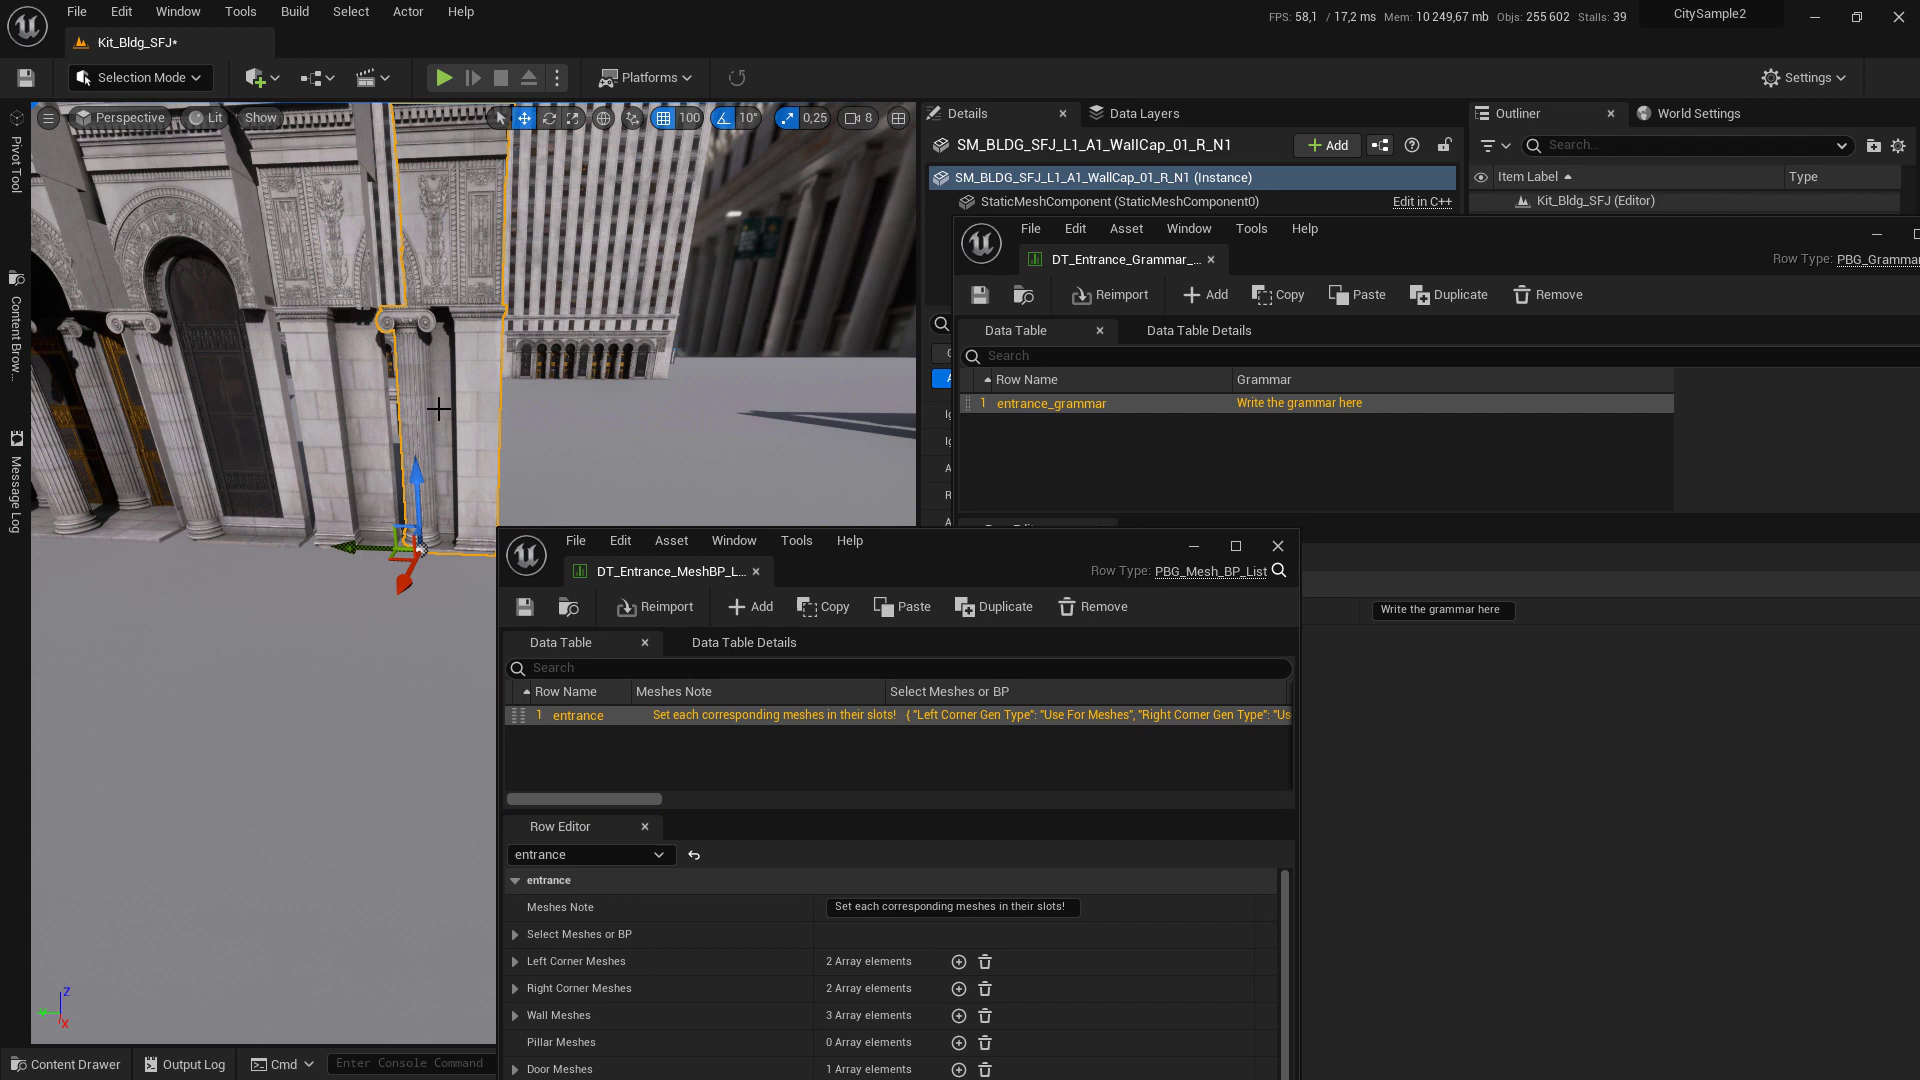 File Edit Window Tools Build Select Actor Help
FPS: 58,1 / 17,2 ms Mem: 10 249,67 mb Objs: 255 602 Stalls: 39
CitySample2
Kit_Bldg_SFJ*
Selection Mode
Platforms
Settings
Perspective
Lit
Show
100
10°
0,25
8
Pivot Tool
Content Brow...
Message Log
Details
Data Layers
Outliner
World Settings
SM_BLDG_SFJ_L1_A1_WallCap_01_R_N1
Add
Search...
SM_BLDG_SFJ_L1_A1_WallCap_01_R_N1 (Instance)
StaticMeshComponent (StaticMeshComponent0)
Edit in C++
Item Label
Type
Kit_Bldg_SFJ (Editor)
File Edit Asset Window Tools Help
DT_Entrance_Grammar_...
Row Type: PBG_Grammar
Reimport
Add
Copy
Paste
Duplicate
Remove
Data Table
Data Table Details
Search
Row Name
Grammar
1 entrance_grammar
Write the grammar here
Write the grammar here
File Edit Asset Window Tools Help
DT_Entrance_MeshBP_L...
Row Type: PBG_Mesh_BP_List
Reimport
Add
Copy
Paste
Duplicate
Remove
Data Table
Data Table Details
Search
Row Name
Meshes Note
Select Meshes or BP
1 entrance
Set each corresponding meshes in their slots!
{ "Left Corner Gen Type": "Use For Meshes", "Right Corner Gen Type": "Us
Row Editor
entrance
entrance
Meshes Note
Set each corresponding meshes in their slots!
Select Meshes or BP
Left Corner Meshes
2 Array elements
Right Corner Meshes
2 Array elements
Wall Meshes
3 Array elements
Pillar Meshes
0 Array elements
Door Meshes
1 Array elements
Z
X
Content Drawer
Output Log
Cmd
Enter Console Command